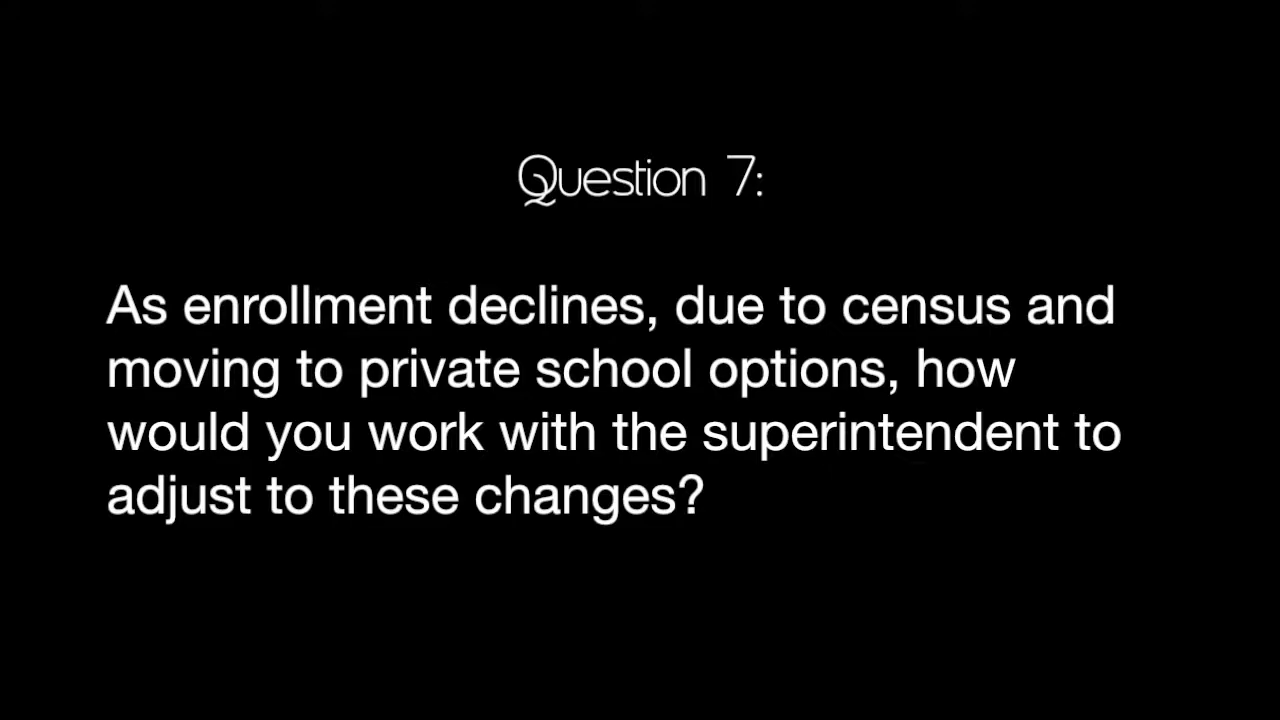 Question 7:
As enrollment declines, due to census and
moving to private school options, how
would you work with the superintendent to
adjust to these changes?